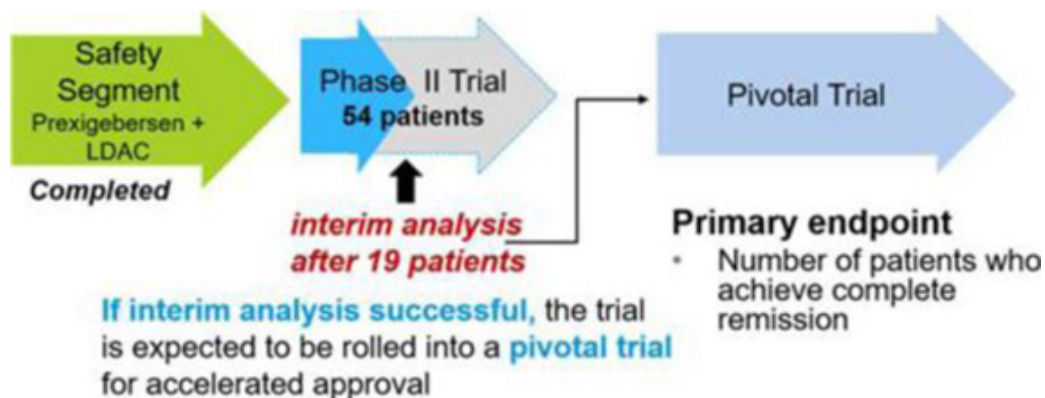 Safety
Segment
Prexigebersen +
LDAC
Completed
Phase II Trial
54 patients
interim analysis
after 19 patients
If interim analysis successful, the trial
is expected to be rolled into a pivotal trial
for accelerated approval
Pivotal Trial
Primary endpoint
• Number of patients who
achieve complete
remission